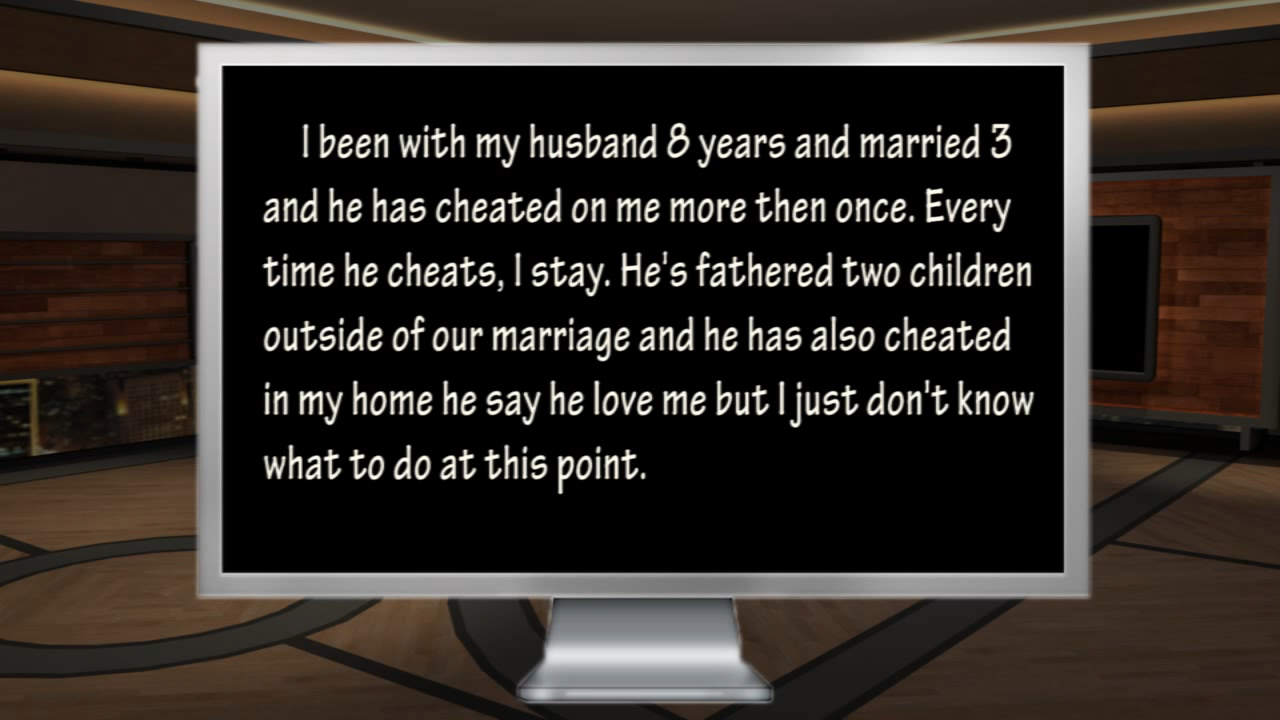 I been with my husband 8 years and married 3
and he has cheated on me more then once. Every
time he cheats, I stay. He's fathered two children
outside of our marriage and he has also cheated
in my home he say he love me but I just don't know
what to do at this point.